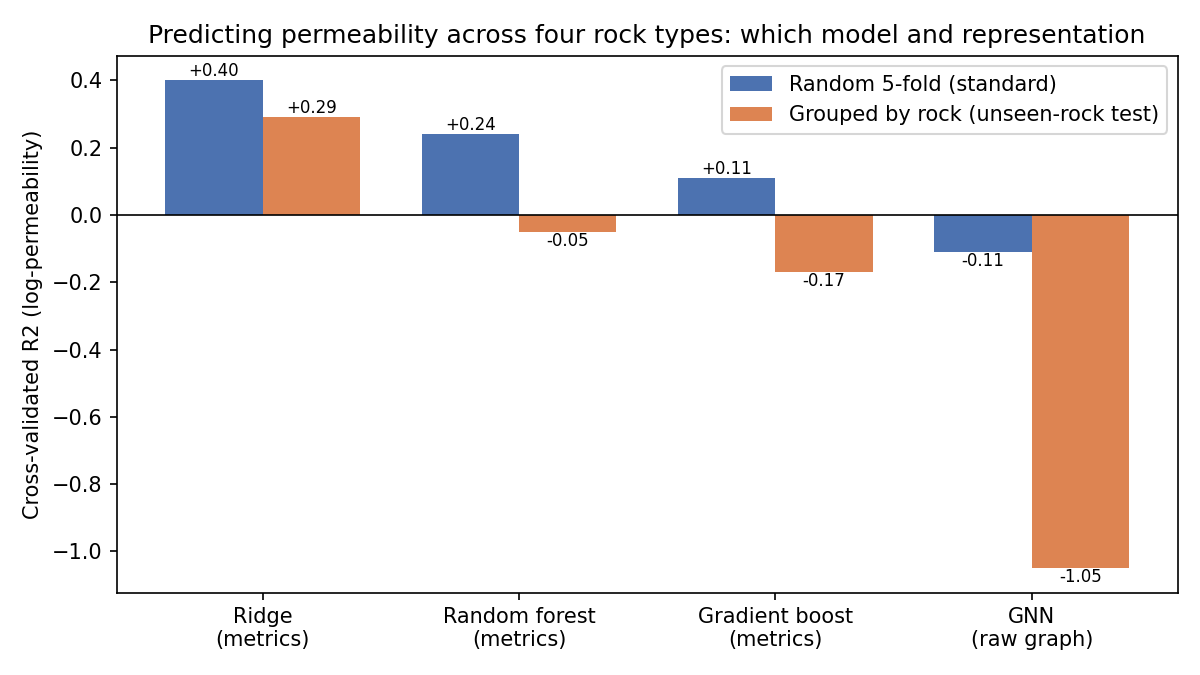 Predicting permeability across four rock types: which model and representation
Random 5-fold (standard)
Grouped by rock (unseen-rock test)
Cross-validated R2 (log-permeability)
0.4
0.2
0.0
−0.2
−0.4
−0.6
−0.8
−1.0
+0.40
+0.29
+0.24
-0.05
+0.11
-0.17
-0.11
-1.05
Ridge
(metrics)
Random forest
(metrics)
Gradient boost
(metrics)
GNN
(raw graph)